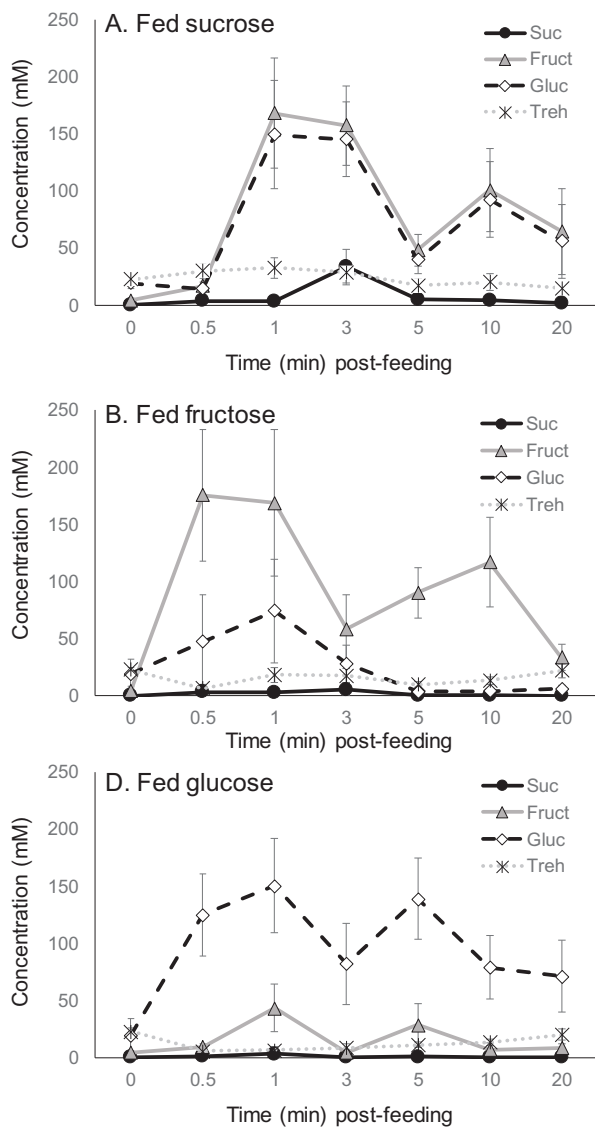 A. Fed sucrose
Suc
Fruct
Gluc
Treh
Concentration (mM)
250
200
150
100
50
0
0 0.5 1 3 5 10 20
Time (min) post-feeding
B. Fed fructose
Suc
Fruct
Gluc
Treh
Concentration (mM)
250
200
150
100
50
0
0 0.5 1 3 5 10 20
Time (min) post-feeding
D. Fed glucose
Suc
Fruct
Gluc
Treh
Concentration (mM)
250
200
150
100
50
0
0 0.5 1 3 5 10 20
Time (min) post-feeding